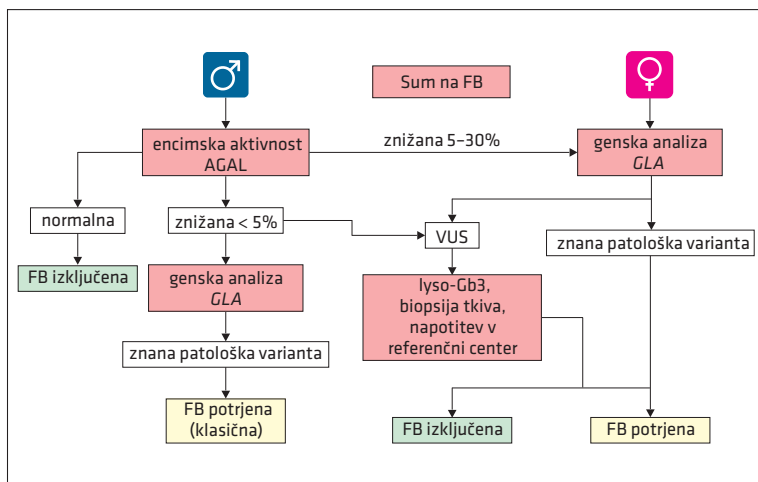 Sum na FB
encimska aktivnost
AGAL
znižana 5–30%
genska analiza
GLA
normalna
znižana < 5%
VUS
znana patološka varianta
FB izključena
genska analiza
GLA
lyso-Gb3,
biopsija tkiva,
napotitev v
referenčni center
znana patološka varianta
FB potrjena
(klasična)
FB izključena
FB potrjena